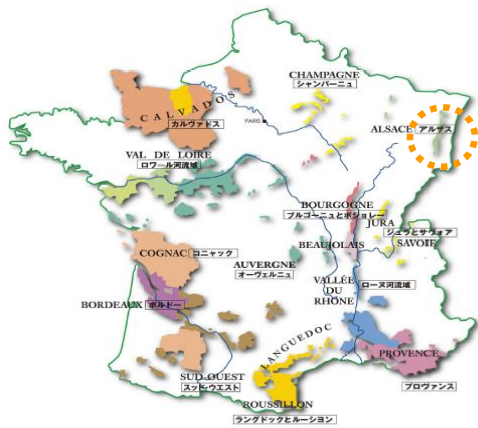 CHAMPAGNE
シャンパーニュ
CALVADOS
カルヴァドス
PARIS
ALSACE アルザス
VAL DE LOIRE
ロワール河流域
BOURGOGNE
ブルゴーニュとボジョレー
JURA
ジュラとサヴォア
SAVOIE
BEAUJOLAIS
COGNAC コニャック
AUVERGNE
オーヴェルニュ
VALLÉE
DU
RHÔNE
ローヌ河流域
BORDEAUX ボルドー
LANGUEDOC
PROVENCE
プロヴァンス
SUD-OUEST
スッド・ウエスト
ROUSSILLON
ラングドックとルーション